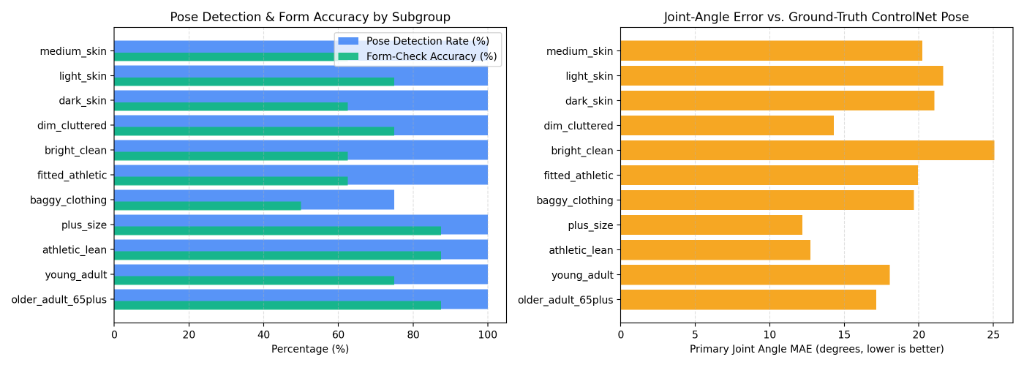 Pose Detection & Form Accuracy by Subgroup
Pose Detection Rate (%)
Form-Check Accuracy (%)
medium_skin
light_skin
dark_skin
dim_cluttered
bright_clean
fitted_athletic
baggy_clothing
plus_size
athletic_lean
young_adult
older_adult_65plus
0 20 40 60 80 100
Percentage (%)
Joint-Angle Error vs. Ground-Truth ControlNet Pose
medium_skin
light_skin
dark_skin
dim_cluttered
bright_clean
fitted_athletic
baggy_clothing
plus_size
athletic_lean
young_adult
older_adult_65plus
0 5 10 15 20 25
Primary Joint Angle MAE (degrees, lower is better)